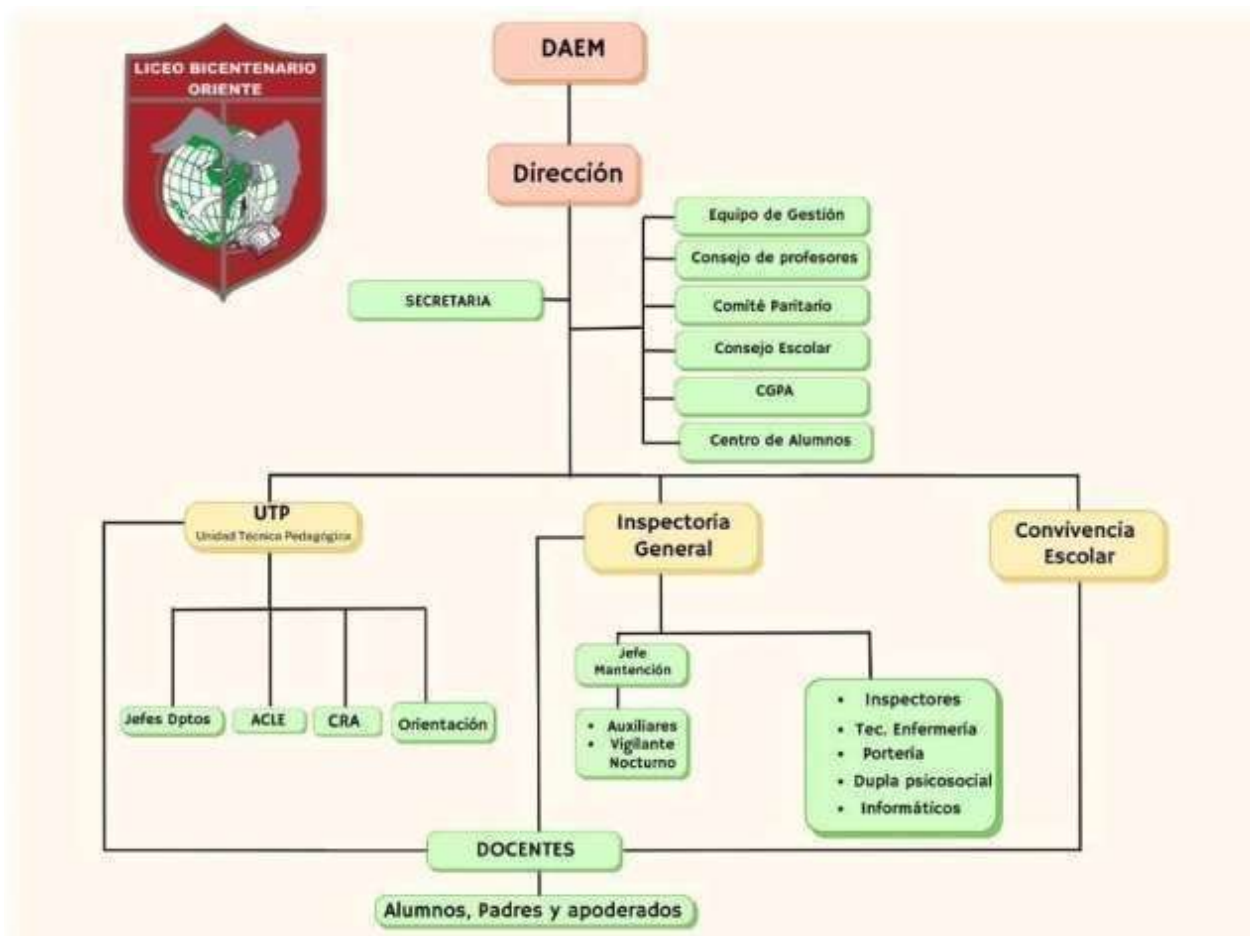 LICEO BICENTENARIO
ORIENTE
DAEM
Dirección
Equipo de Gestión
Consejo de profesores
SECRETARIA
Comité Paritario
Consejo Escolar
CGPA
Centro de Alumnos
UTP
Unidad Técnica Pedagógica
Inspectoría
General
Convivencia
Escolar
Jefes Dptos
ACLE
CRA
Orientación
Jefe
Mantención
• Auxiliares
• Vigilante
Nocturno
• Inspectores
• Tec. Enfermería
• Portería
• Dupla psicosocial
• Informáticos
DOCENTES
Alumnos, Padres y apoderados